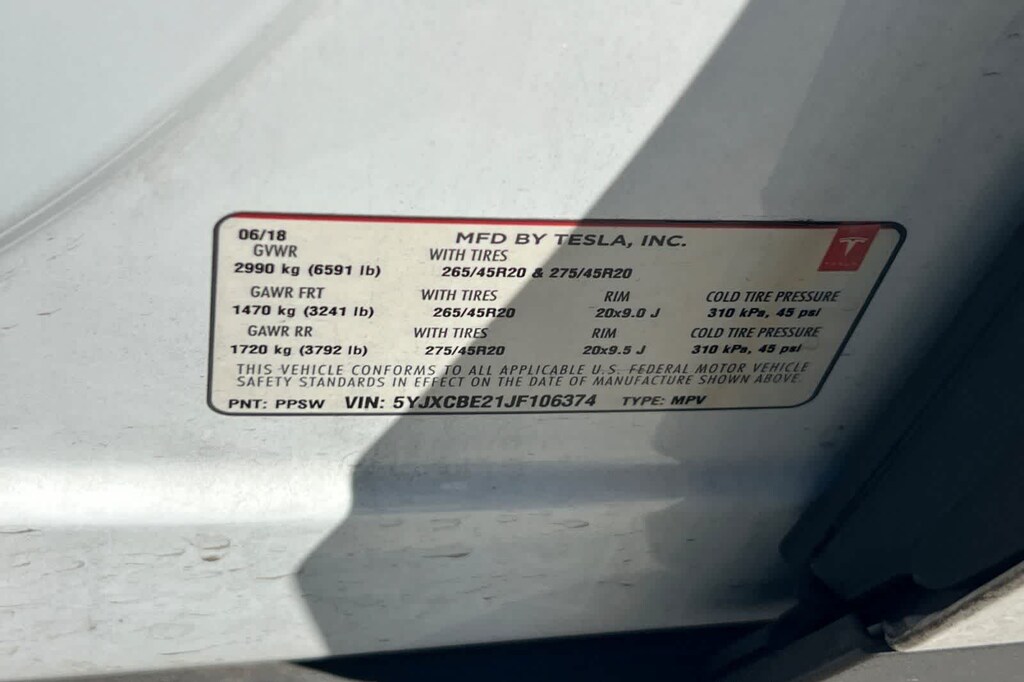 06/18 MFD BY TESLA, INC.
GVWR WITH TIRES
2990 kg (6591 lb) 265/45R20 & 275/45R20
GAWR FRT WITH TIRES RIM COLD TIRE PRESSURE
1470 kg (3241 lb) 265/45R20 20x9.0 J 310 kPa, 45 psi
GAWR RR WITH TIRES RIM COLD TIRE PRESSURE
1720 kg (3792 lb) 275/45R20 20x9.5 J 310 kPa, 45 psi
THIS VEHICLE CONFORMS TO ALL APPLICABLE U.S. FEDERAL MOTOR VEHICLE
SAFETY STANDARDS IN EFFECT ON THE DATE OF MANUFACTURE SHOWN ABOVE.
PNT: PPSW VIN: 5YJXCBE21JF106374 TYPE: MPV